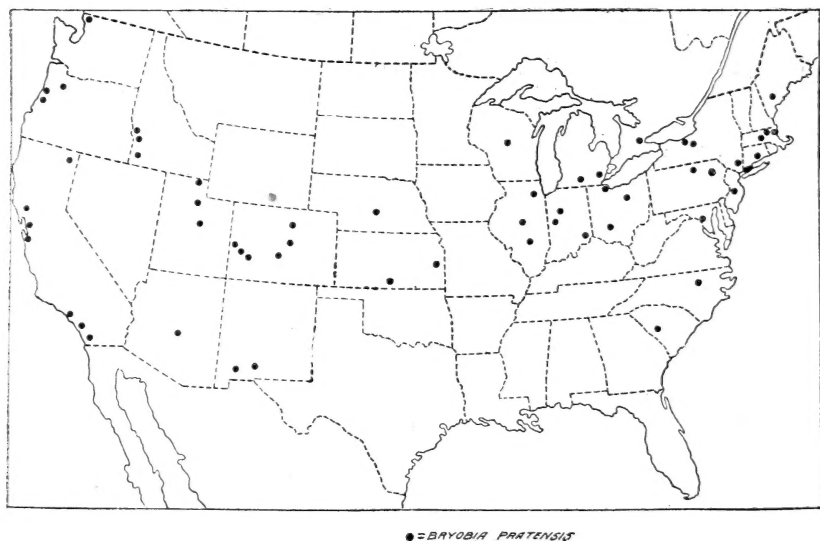 ● = BRYOBIA PRATENSIS